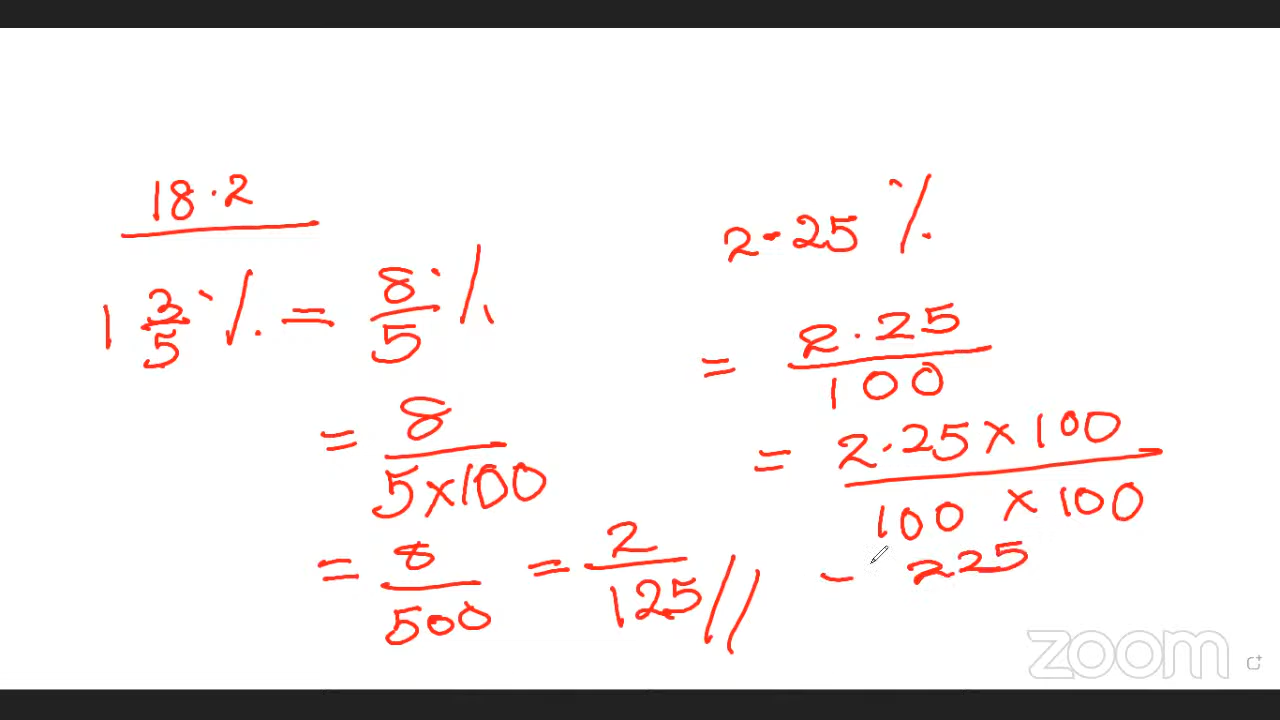 18.2
1 3/5 % = 8/5 %
= 8/(5×100)
= 8/500 = 2/125 //
2.25 %
= 2.25/100
= 2.25×100/(100×100)
- 225
zoom